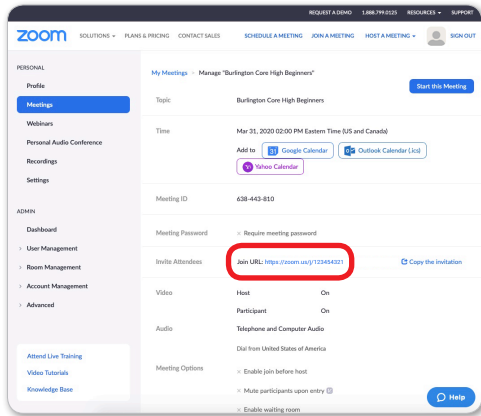 REQUEST A DEMO 1.888.799.0125 RESOURCES SUPPORT
zoom SOLUTIONS PLANS & PRICING CONTACT SALES SCHEDULE A MEETING JOIN A MEETING HOST A MEETING SIGN OUT
PERSONAL
Profile
Meetings
Webinars
Personal Audio Conference
Recordings
Settings
ADMIN
Dashboard
User Management
Room Management
Account Management
Advanced
Attend Live Training
Video Tutorials
Knowledge Base
My Meetings > Manage "Burlington Core High Beginners"
Start this Meeting
Topic Burlington Core High Beginners
Time Mar 31, 2020 02:00 PM Eastern Time (US and Canada)
Add to 31 Google Calendar Outlook Calendar (.ics)
Yahoo Calendar
Meeting ID 638-443-810
Meeting Password × Require meeting password
Invite Attendees Join URL: https://zoom.us/j/123454321 Copy the invitation
Video Host On
Participant On
Audio Telephone and Computer Audio
Dial from United States of America
Meeting Options × Enable join before host
× Mute participants upon entry
× Enable waiting room
Help